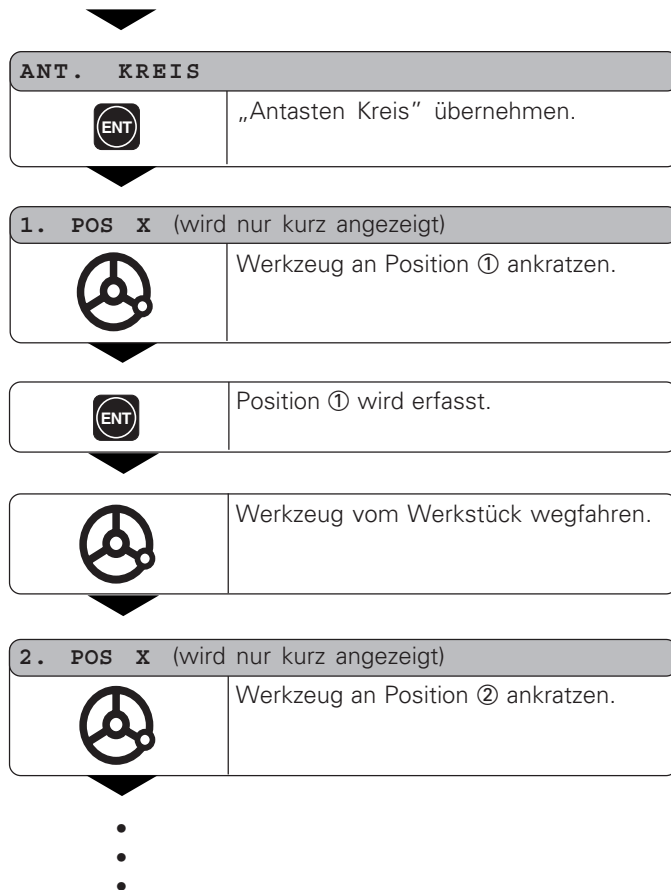 ANT. KREIS
ENT
„Antasten Kreis" übernehmen.
1. POS X (wird nur kurz angezeigt)
Werkzeug an Position ① ankratzen.
ENT
Position ① wird erfasst.
Werkzeug vom Werkstück wegfahren.
2. POS X (wird nur kurz angezeigt)
Werkzeug an Position ② ankratzen.